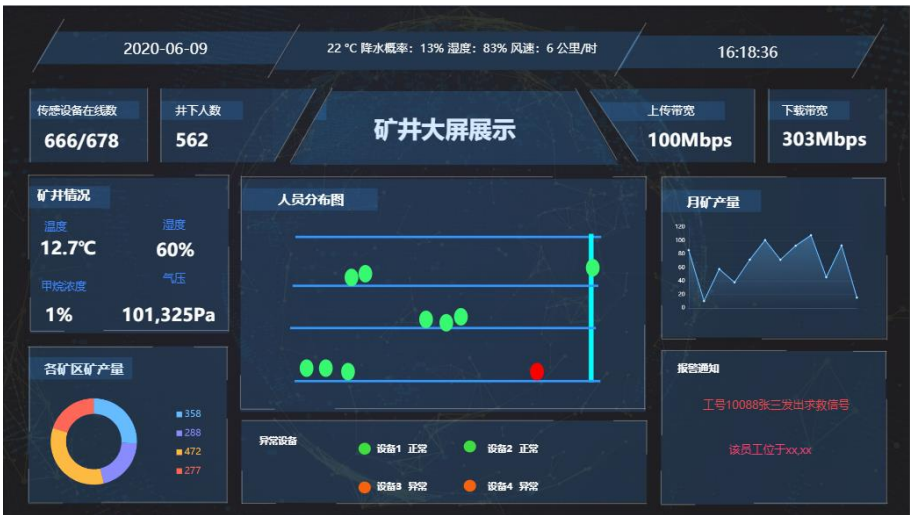 2020-06-09
22 °C 降水概率：13% 湿度：83% 风速：6 公里/时
16:18:36
传感设备在线数
666/678
井下人数
562
矿井大屏展示
上传带宽
100Mbps
下载带宽
303Mbps
矿井情况
温度
湿度
12.7℃
60%
甲烷浓度
气压
1%
101,325Pa
人员分布图
月矿产量
120
100
80
60
40
20
0
各矿区矿产量
358
288
472
277
异常设备
设备1 正常
设备2 正常
设备3 异常
设备4 异常
报警通知
工号10088张三发出求救信号
该员工位于xx,xx